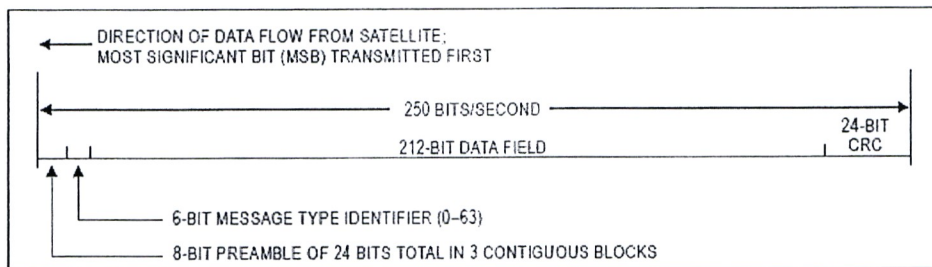 DIRECTION OF DATA FLOW FROM SATELLITE;
MOST SIGNIFICANT BIT (MSB) TRANSMITTED FIRST
250 BITS/SECOND
24-BIT
212-BIT DATA FIELD
CRC
6-BIT MESSAGE TYPE IDENTIFIER (0–63)
8-BIT PREAMBLE OF 24 BITS TOTAL IN 3 CONTIGUOUS BLOCKS